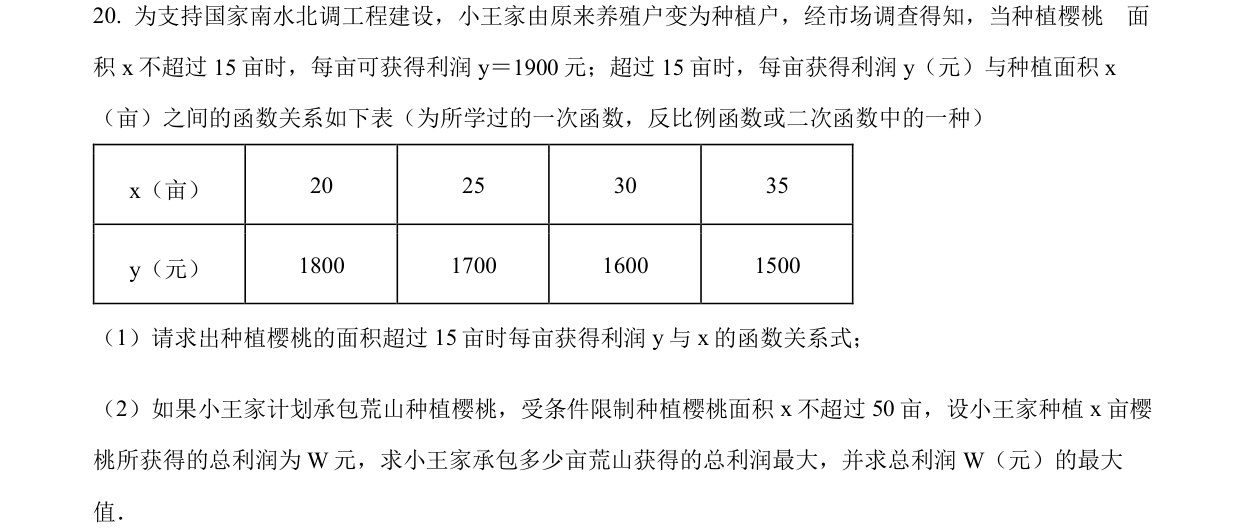 20. 为支持国家南水北调工程建设，小王家由原来养殖户变为种植户，经市场调查得知，当种植樱桃 面
积 x 不超过 15 亩时，每亩可获得利润 y＝1900 元；超过 15 亩时，每亩获得利润 y（元）与种植面积 x
（亩）之间的函数关系如下表（为所学过的一次函数，反比例函数或二次函数中的一种）
x（亩） 20 25 30 35
y（元） 1800 1700 1600 1500
（1）请求出种植樱桃的面积超过 15 亩时每亩获得利润 y 与 x 的函数关系式；
（2）如果小王家计划承包荒山种植樱桃，受条件限制种植樱桃面积 x 不超过 50 亩，设小王家种植 x 亩樱
桃所获得的总利润为 W 元，求小王家承包多少亩荒山获得的总利润最大，并求总利润 W（元）的最大
值．